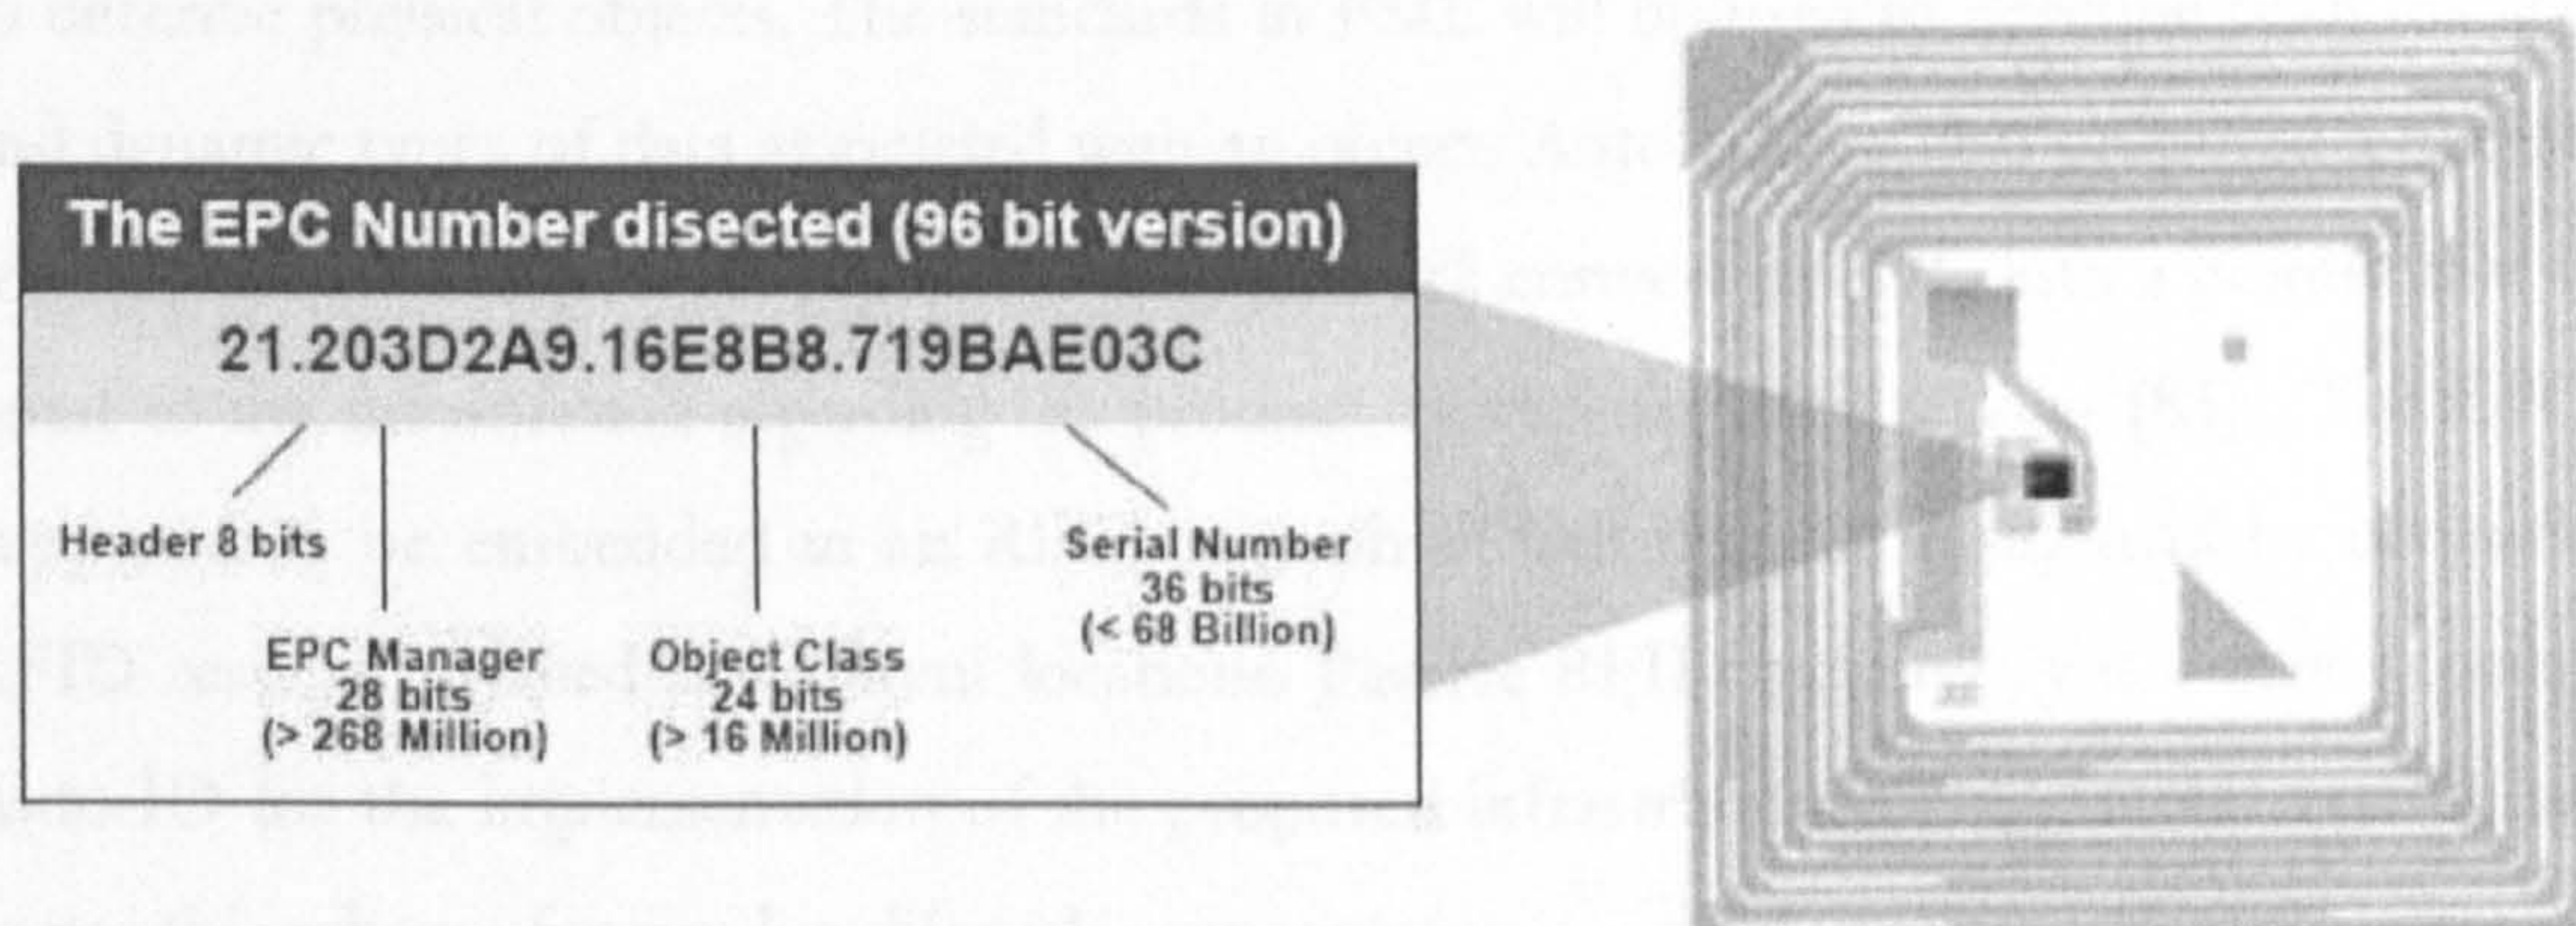 The EPC Number disected (96 bit version)
21.203D2A9.16E8B8.719BAE03C
Header 8 bits
EPC Manager
28 bits
(> 268 Million)
Object Class
24 bits
(> 16 Million)
Serial Number
36 bits
(< 68 Billion)